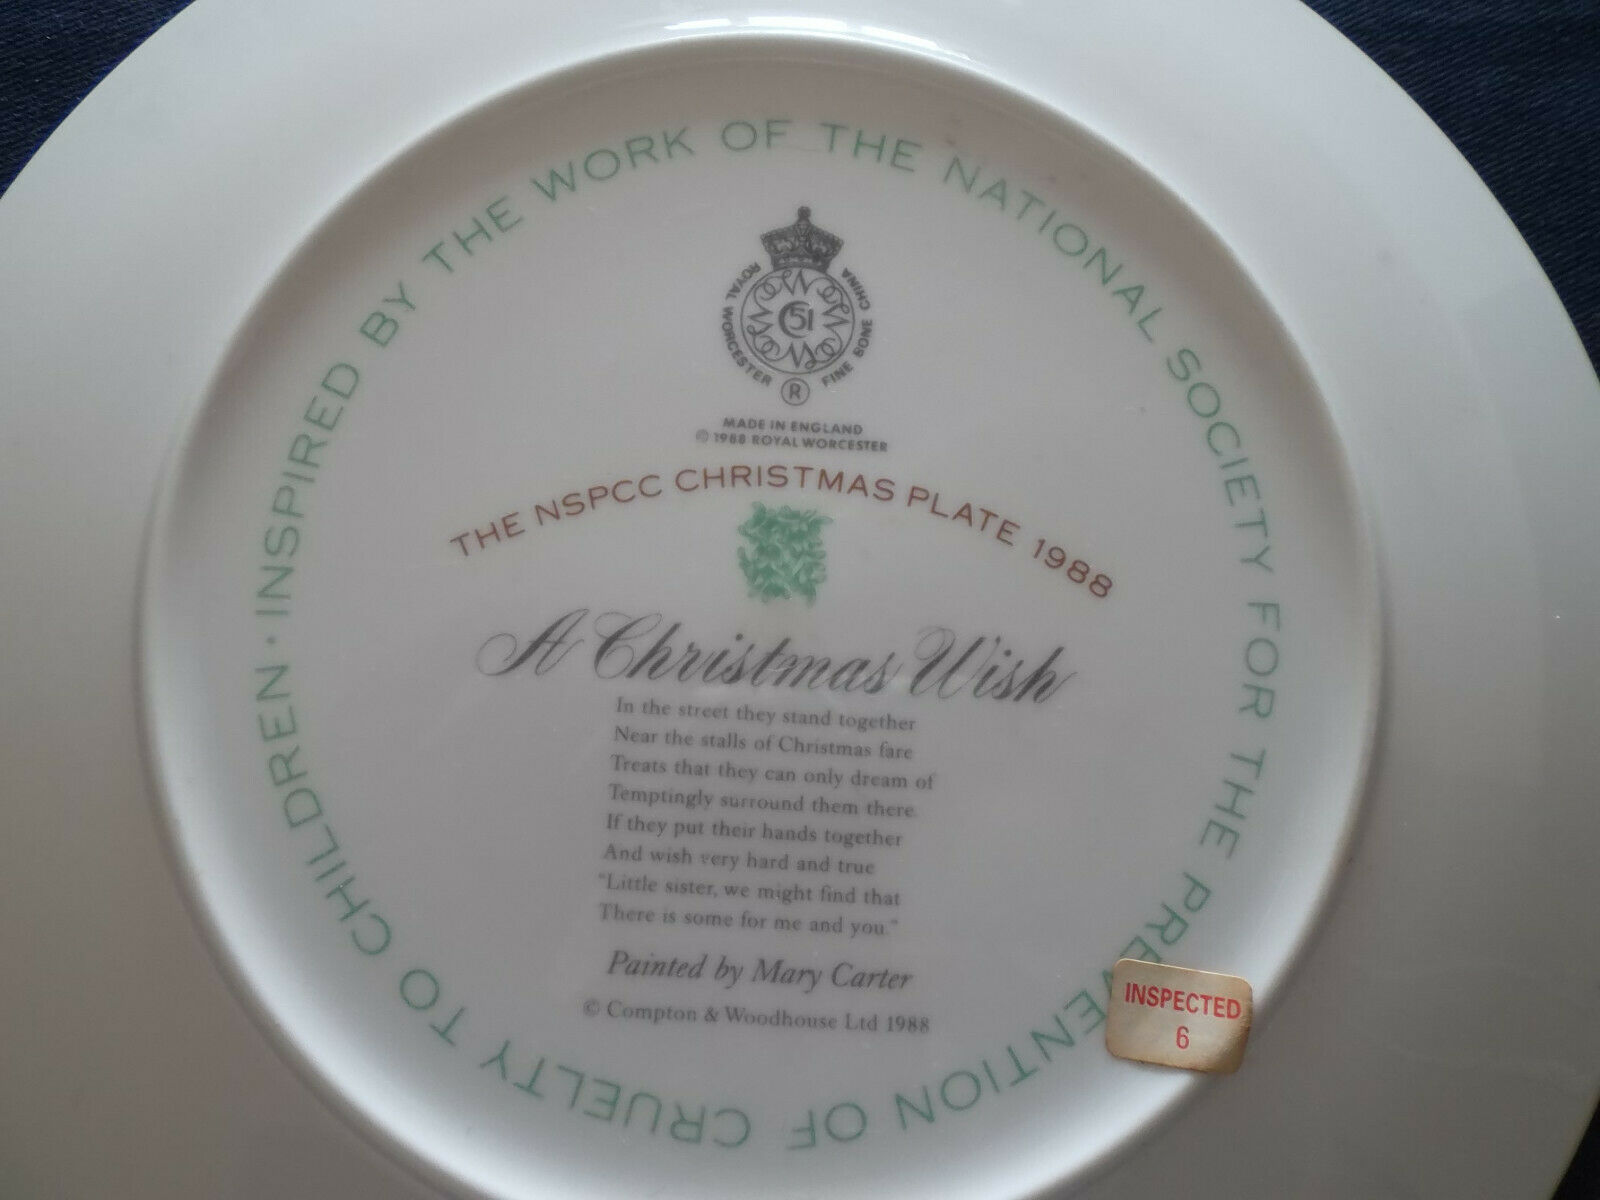 INSPIRED BY THE WORK OF THE NATIONAL SOCIETY FOR THE PREVENTION OF CRUELTY TO CHILDREN ·
ROYAL WORCESTER FINE BONE CHINA
51
®
MADE IN ENGLAND
© 1988 ROYAL WORCESTER
THE NSPCC CHRISTMAS PLATE 1988
A Christmas Wish
In the street they stand together
Near the stalls of Christmas fare
Treats that they can only dream of
Temptingly surround them there.
If they put their hands together
And wish very hard and true
"Little sister, we might find that
There is some for me and you."
Painted by Mary Carter
© Compton & Woodhouse Ltd 1988
INSPECTED
6